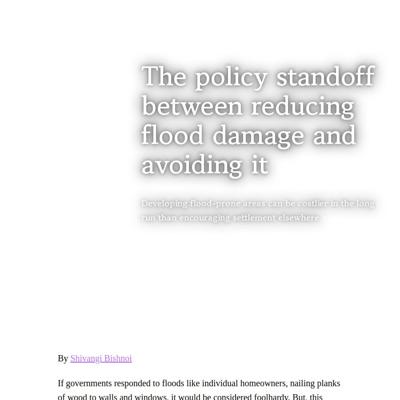 The policy standoff
between reducing
flood damage and
avoiding it
Developing flood-prone areas can be costlier in the long
run than encouraging settlement elsewhere.
By Shivangi Bishnoi
If governments responded to floods like individual homeowners, nailing planks
of wood to walls and windows, it would be considered foolhardy. But, this